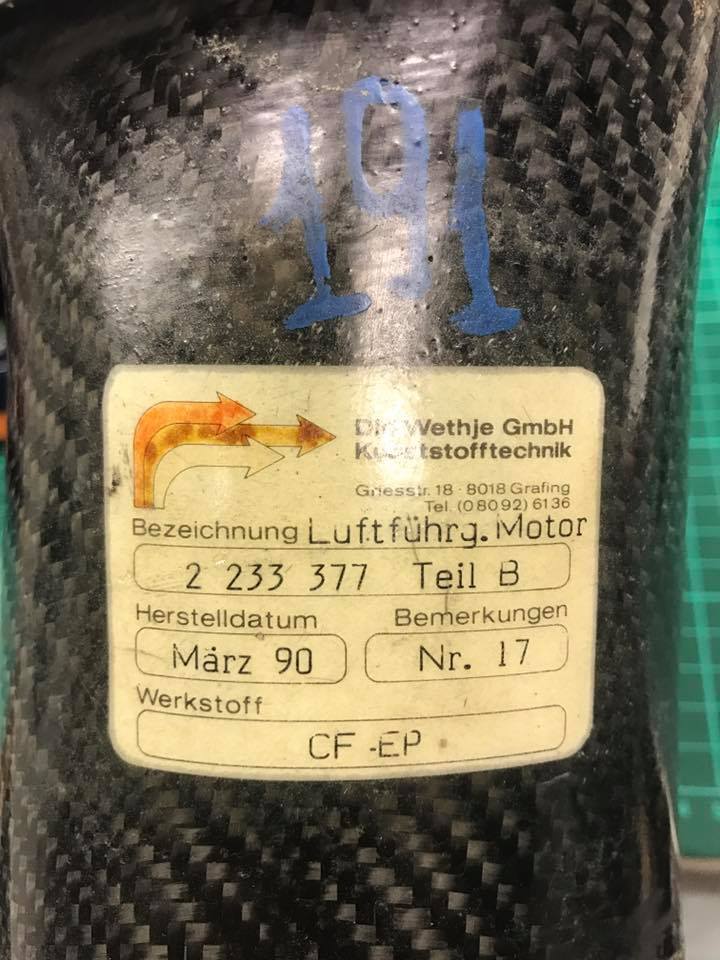 191
Wethje GmbH
Kunststofftechnik
Griesstr. 18 · 8018 Grafing
Tel. (08092) 6136
Bezeichnung Luftführg. Motor
2 233 377 Teil B
Herstelldatum Bemerkungen
März 90 Nr. 17
Werkstoff
CF-EP